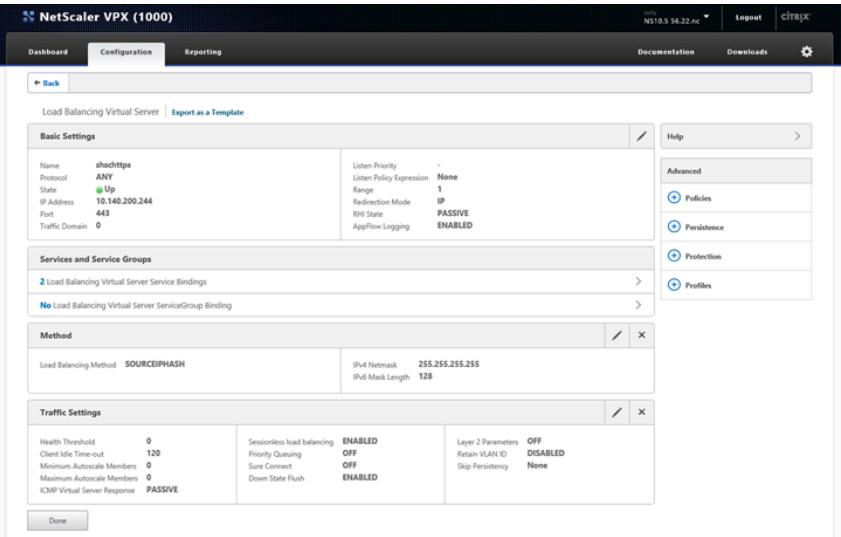 NetScaler VPX (1000)
Info
NS10.5 56.22.nc
Logout
CİTRIX
Dashboard
Configuration
Reporting
Documentation
Downloads
Back
Load Balancing Virtual Server
Export as a Template
Basic Settings
Name shschttps
Protocol ANY
State Up
IP Address 10.140.200.244
Port 443
Traffic Domain 0
Listen Priority -
Listen Policy Expression None
Range 1
Redirection Mode IP
RHI State PASSIVE
AppFlow Logging ENABLED
Services and Service Groups
2 Load Balancing Virtual Server Service Bindings
No Load Balancing Virtual Server ServiceGroup Binding
Method
Load Balancing Method SOURCEIPHASH
IPv4 Netmask 255.255.255.255
IPv6 Mask Length 128
Traffic Settings
Health Threshold 0
Client Idle Time-out 120
Minimum Autoscale Members 0
Maximum Autoscale Members 0
ICMP Virtual Server Response PASSIVE
Sessionless load balancing ENABLED
Priority Queuing OFF
Sure Connect OFF
Down State Flush ENABLED
Layer 2 Parameters OFF
Retain VLAN ID DISABLED
Skip Persistency None
Done
Help
Advanced
Policies
Persistence
Protection
Profiles